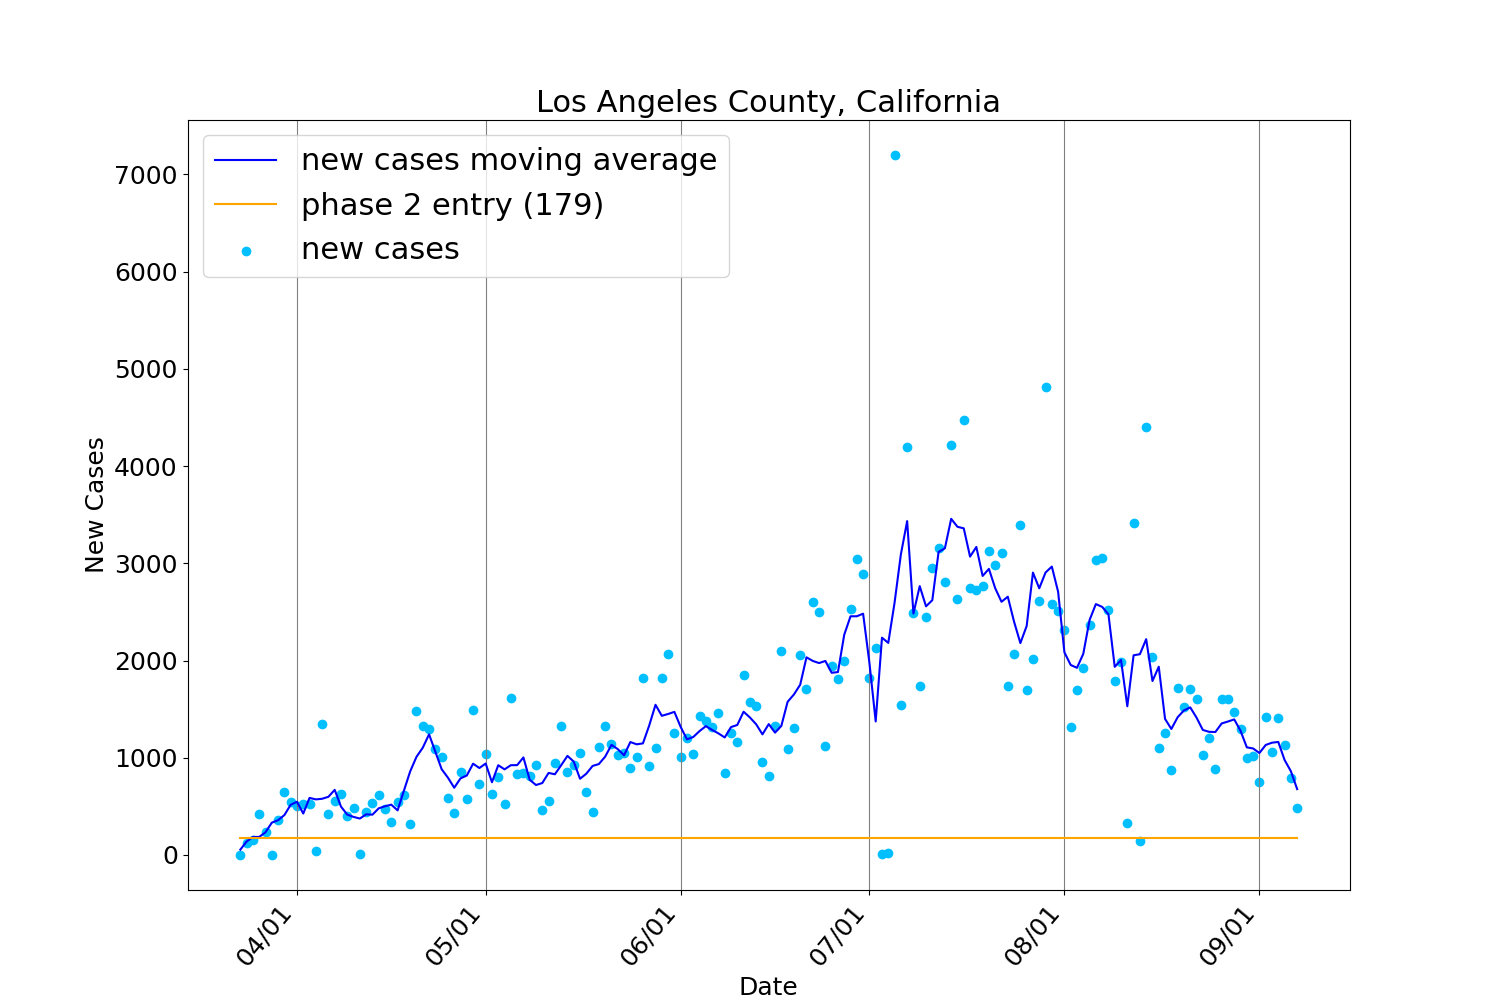 Los Angeles County, California
new cases moving average
phase 2 entry (179)
new cases
7000
6000
5000
4000
3000
2000
1000
0
New Cases
04/01
05/01
06/01
07/01
08/01
09/01
Date